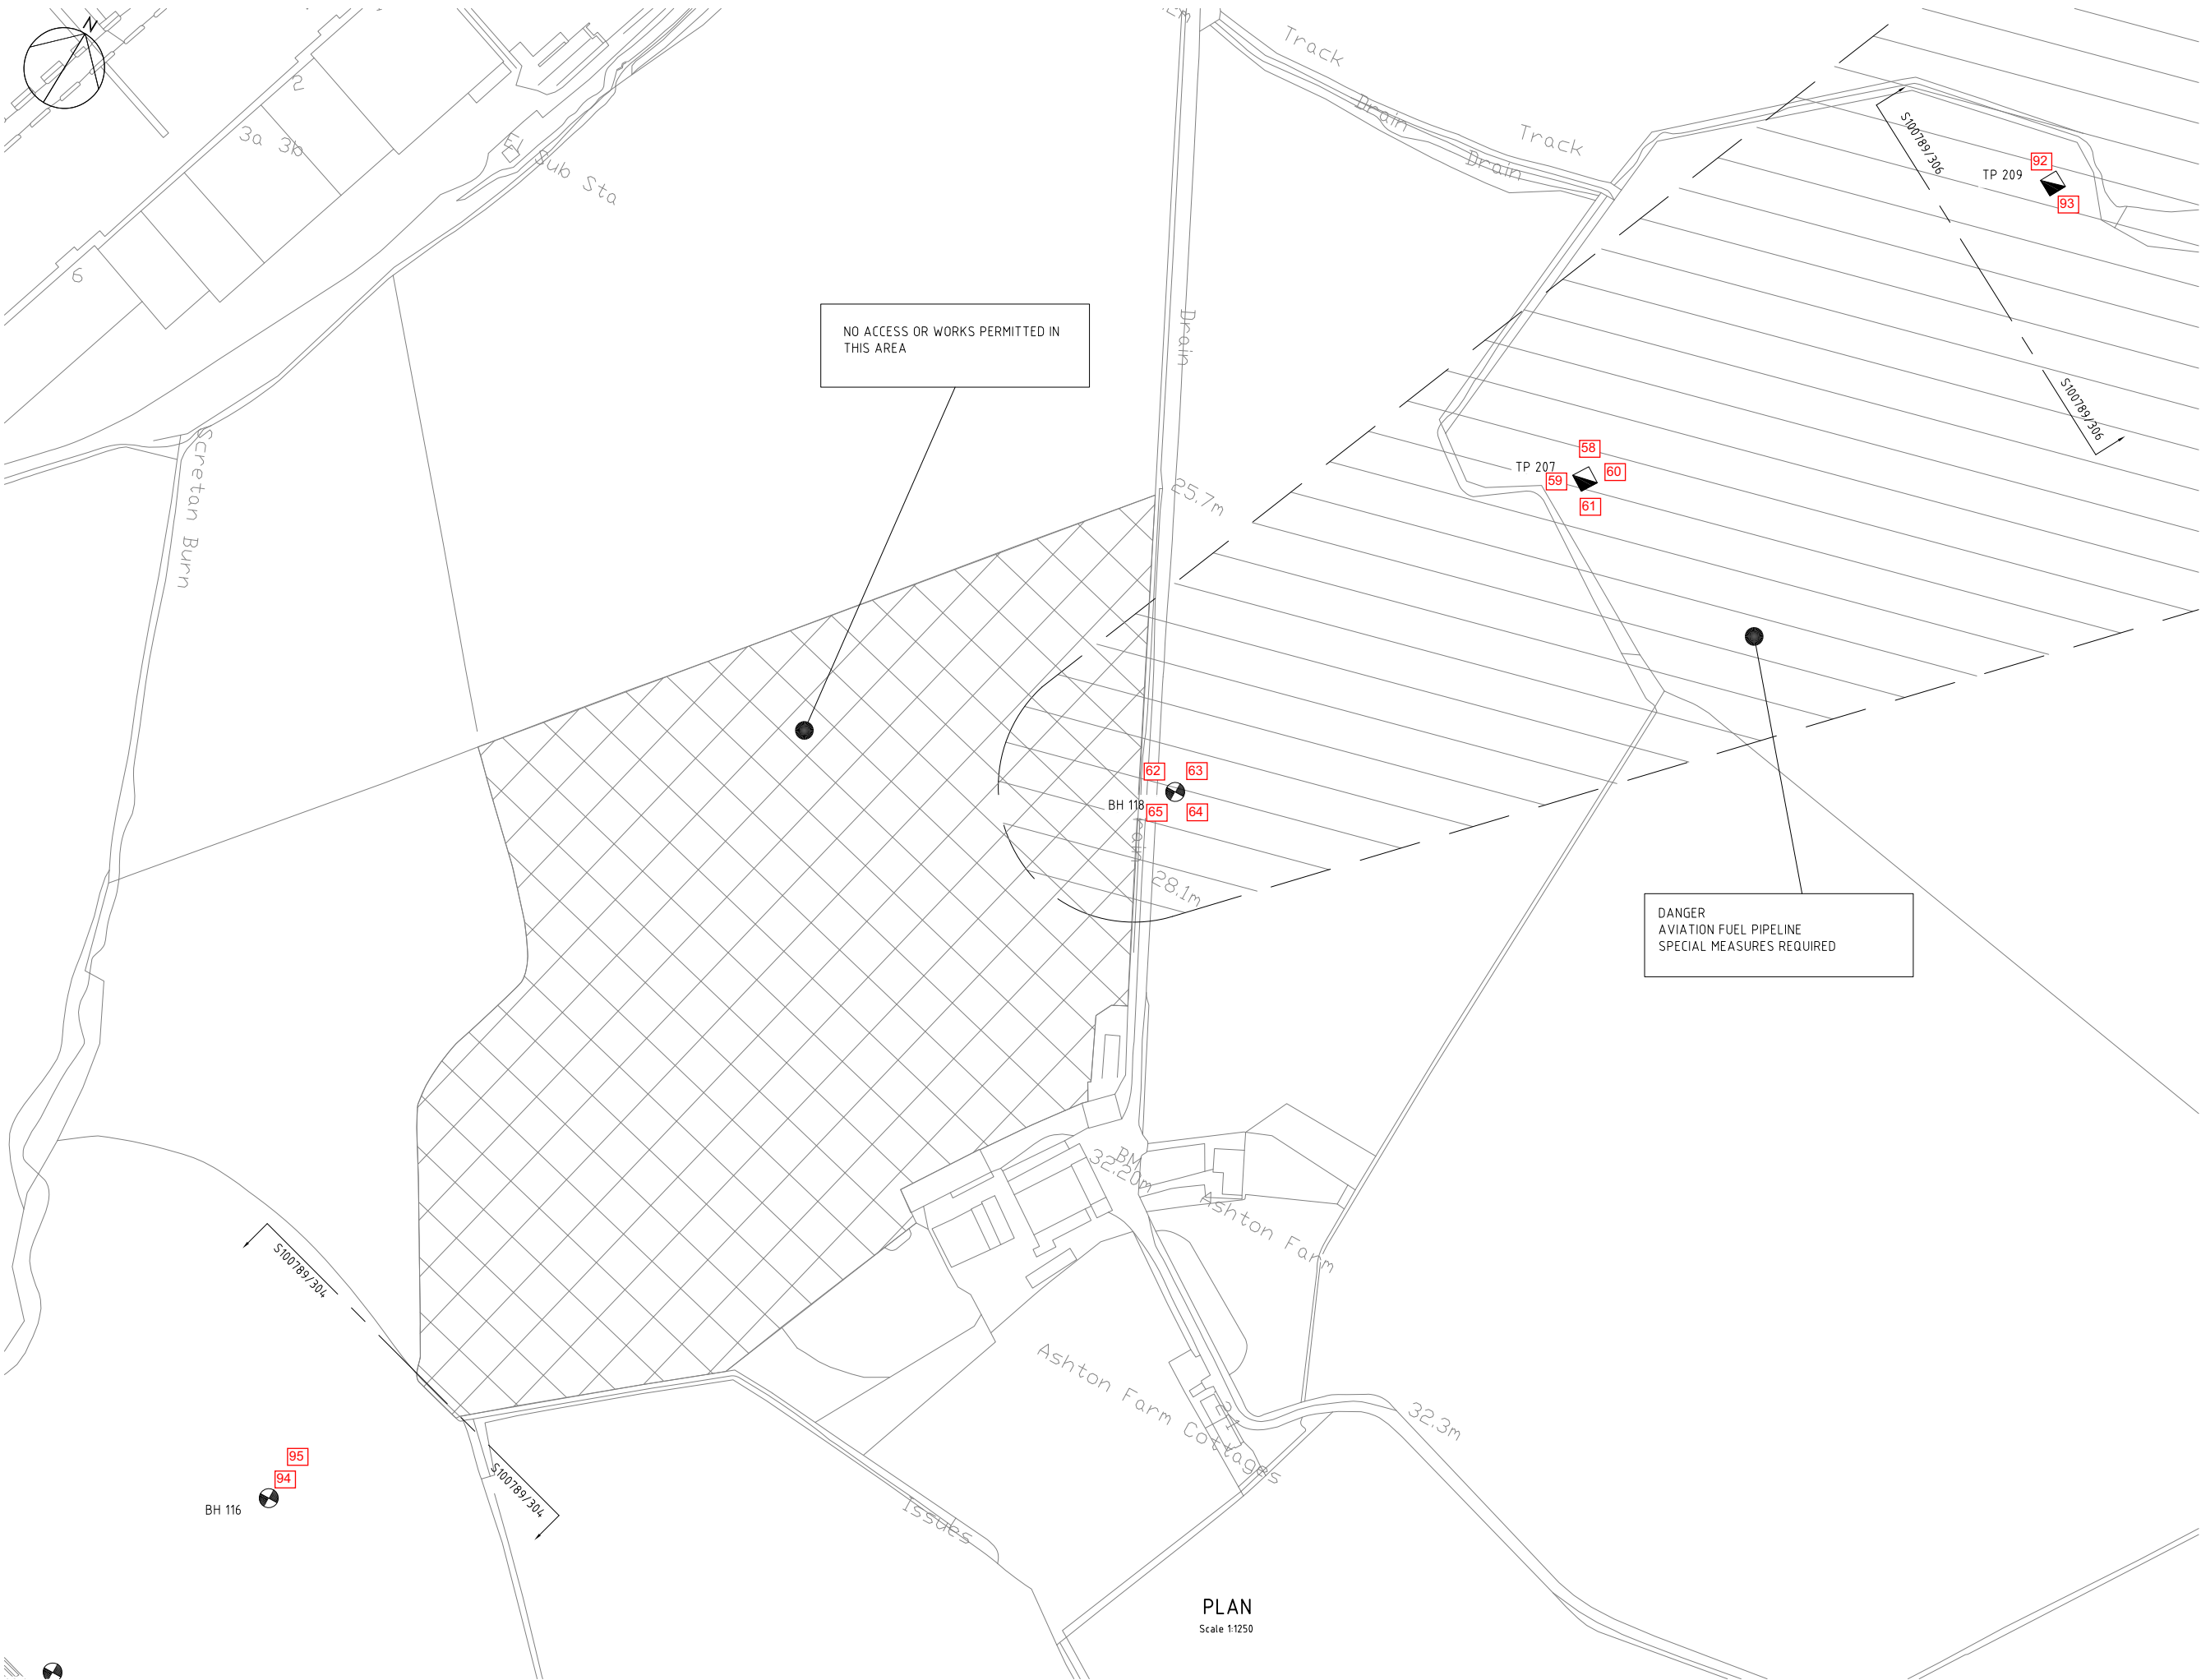 N
2
3a 3b
6
El Sub Sta
Track
Drain
Track
Drain
S100789/306
TP 209
92
93
NO ACCESS OR WORKS PERMITTED IN
THIS AREA
Drain
S100789/306
Scretan Burn
25.7m
TP 207
58
59
60
61
62
63
BH 118
65
64
28.1m
DANGER
AVIATION FUEL PIPELINE
SPECIAL MEASURES REQUIRED
BM
32.20m
Ashton Farm
S100789/304
Ashton Farm Cottages
2
1
32.3m
95
94
BH 116
S100789/304
Issues
PLAN
Scale 1:1250